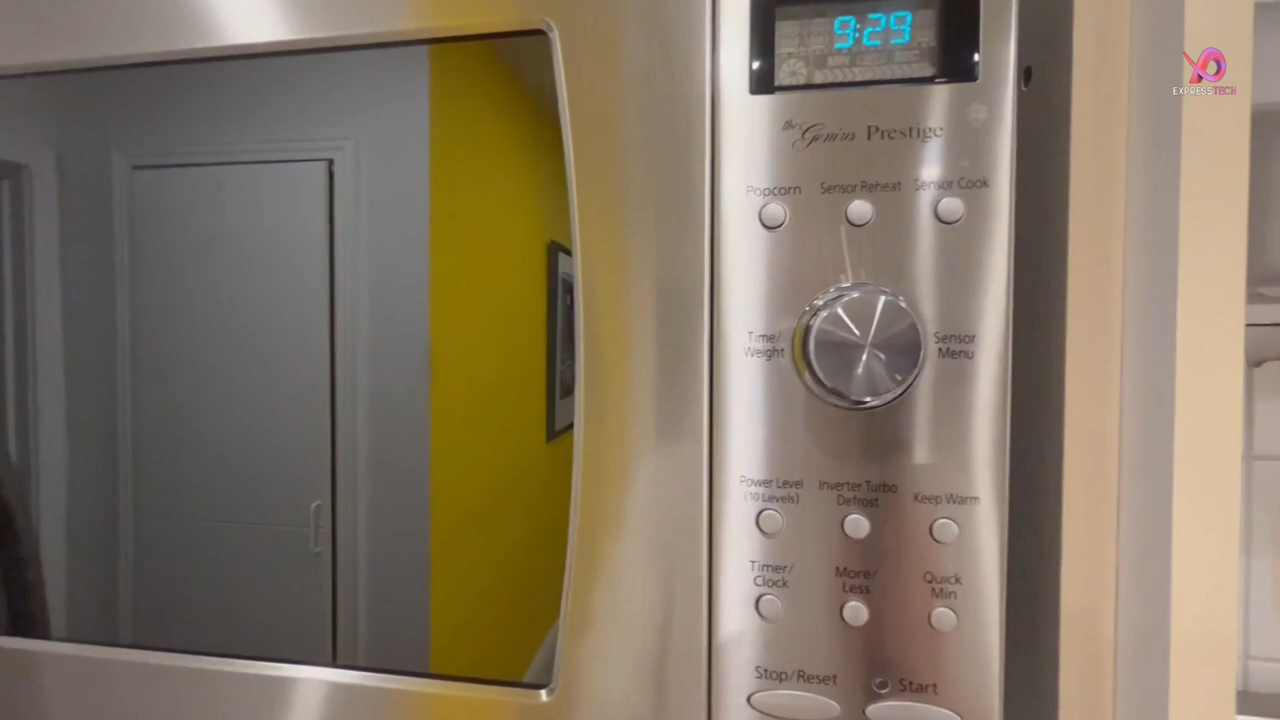 9:29
EXPRESSTECH
the Genius Prestige
Popcorn
Sensor Reheat
Sensor Cook
Time/
Weight
Sensor
Menu
Power Level
(10 Levels)
Inverter Turbo
Defrost
Keep Warm
Timer/
Clock
More/
Less
Quick
Min
Stop/Reset
Start